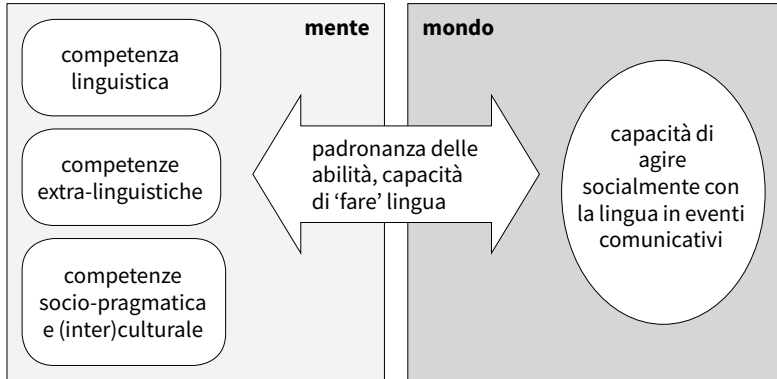 mente
competenza
linguistica
competenze
extra-linguistiche
competenze
socio-pragmatica
e (inter)culturale
padronanza delle
abilità, capacità
di ‘fare’ lingua
mondo
capacità di
agire
socialmente con
la lingua in eventi
comunicativi